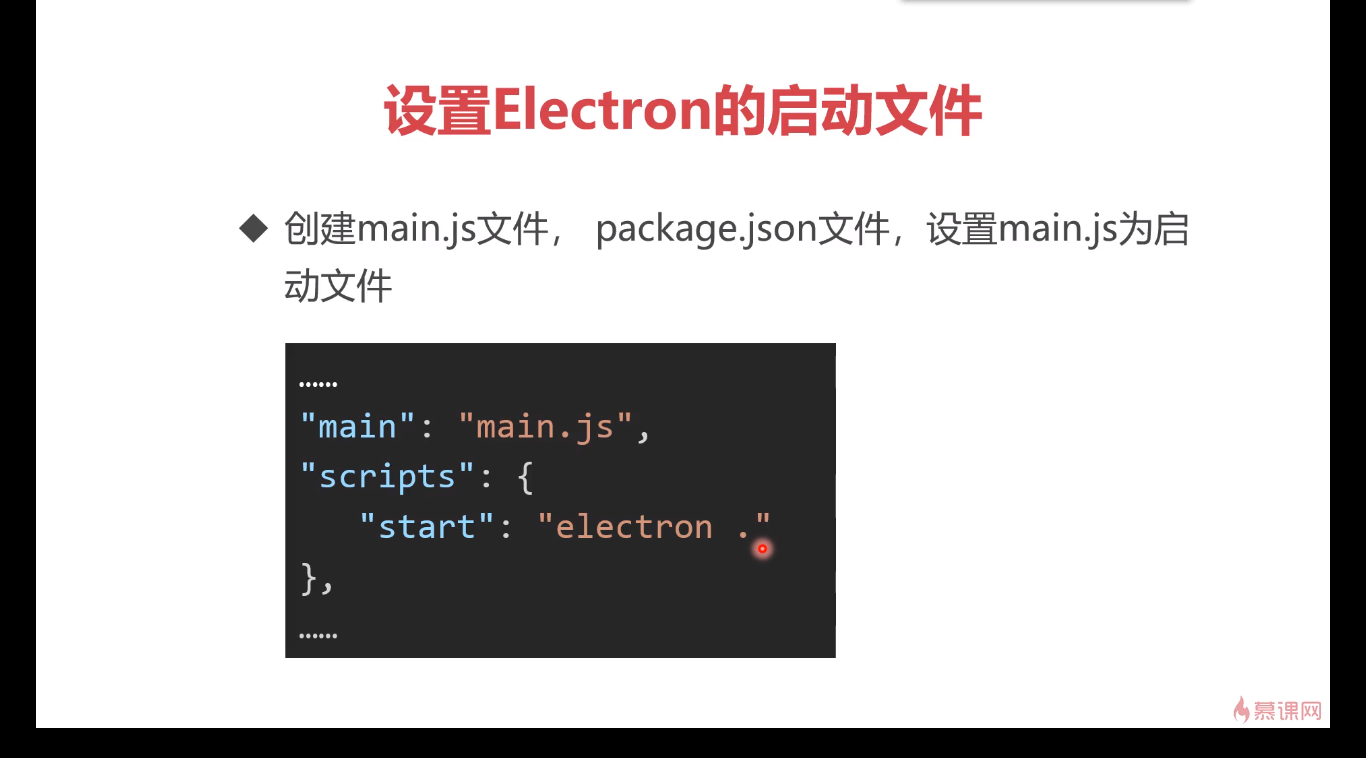 设置Electron的启动文件
◆ 创建main.js文件， package.json文件，设置main.js为启
动文件
……
"main": "main.js",
"scripts": {
"start": "electron ."
},
……
慕课网